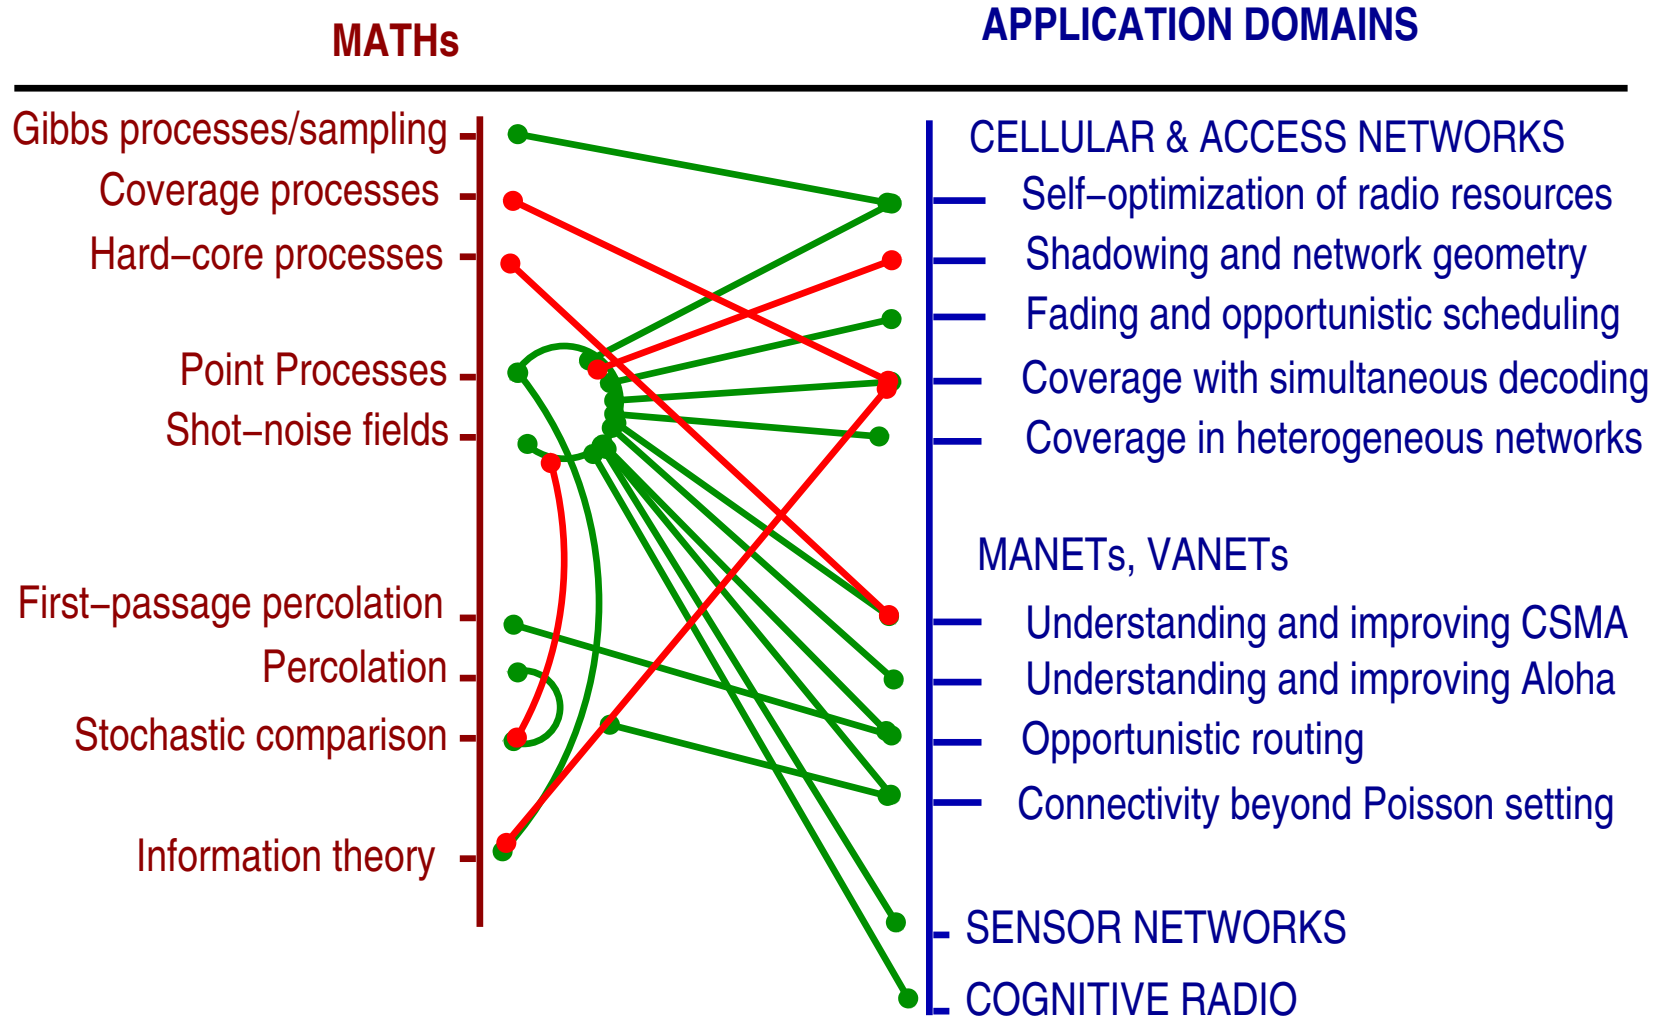 MATHs
APPLICATION DOMAINS
Gibbs processes/sampling
Coverage processes
Hard−core processes
Point Processes
Shot−noise fields
First−passage percolation
Percolation
Stochastic comparison
Information theory
CELLULAR & ACCESS NETWORKS
Self−optimization of radio resources
Shadowing and network geometry
Fading and opportunistic scheduling
Coverage with simultaneous decoding
Coverage in heterogeneous networks
MANETs, VANETs
Understanding and improving CSMA
Understanding and improving Aloha
Opportunistic routing
Connectivity beyond Poisson setting
SENSOR NETWORKS
COGNITIVE RADIO